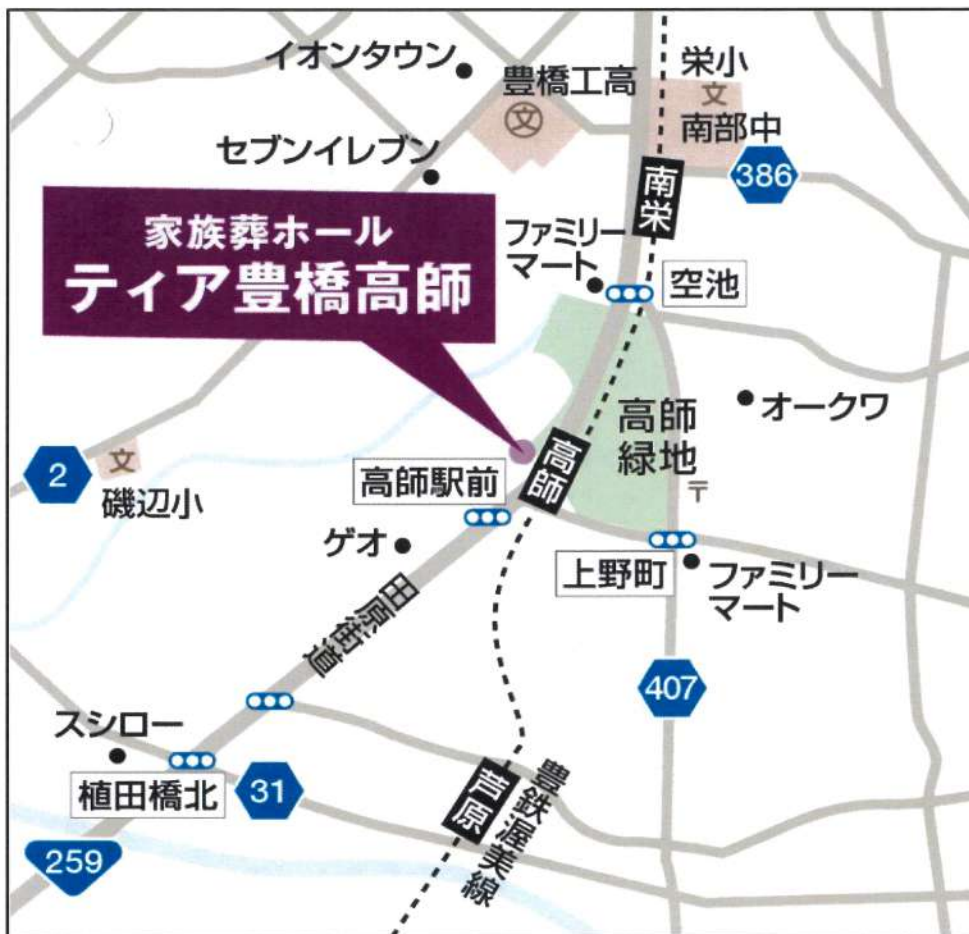 イオンタウン
豊橋工高
文
栄小
文
南部中
セブンイレブン
386
南栄
家族葬ホール
ティア豊橋高師
ファミリー
マート
空池
オークワ
高師
緑地
高師
〒
2
文
磯辺小
高師駅前
ゲオ
上野町
ファミリー
マート
田原街道
407
スシロー
植田橋北
31
芦原
豊鉄渥美線
259